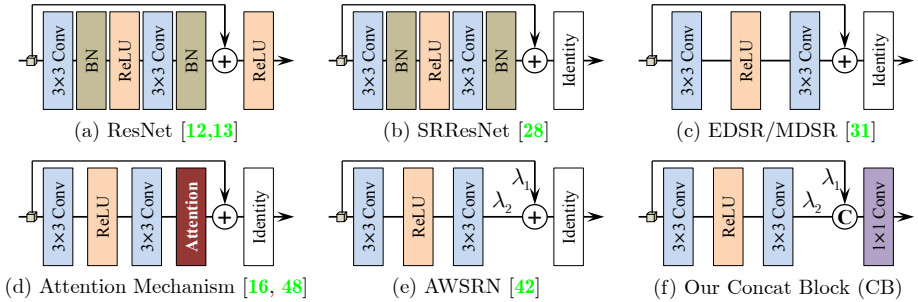 3×3 Conv
BN
ReLU
3×3 Conv
BN
+
ReLU
(a) ResNet [12,13]
3×3 Conv
BN
ReLU
3×3 Conv
BN
+
Identity
(b) SRResNet [28]
3×3 Conv
ReLU
3×3 Conv
+
Identity
(c) EDSR/MDSR [31]
3×3 Conv
ReLU
3×3 Conv
Attention
+
Identity
(d) Attention Mechanism [16, 48]
3×3 Conv
ReLU
3×3 Conv
λ₁
λ₂
+
Identity
(e) AWSRN [42]
3×3 Conv
ReLU
3×3 Conv
λ₁
λ₂
C
1×1 Conv
(f) Our Concat Block (CB)